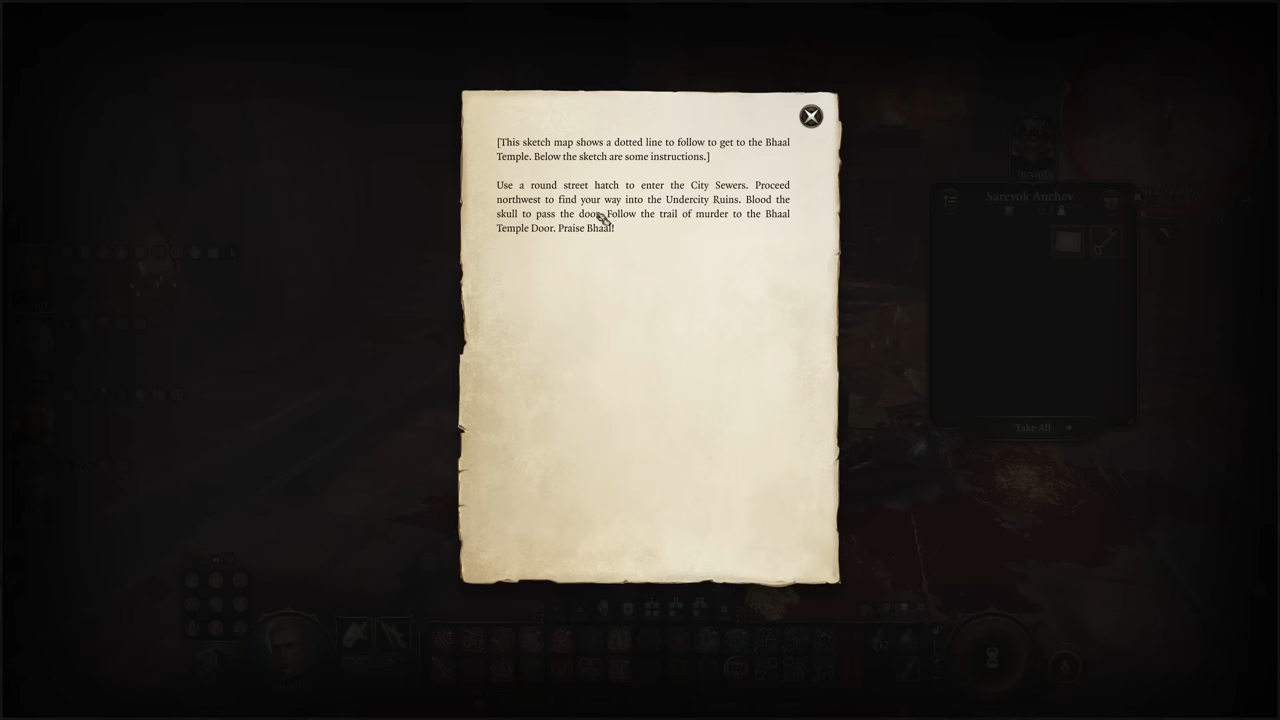 [This sketch map shows a dotted line to follow to get to the Bhaal
Temple. Below the sketch are some instructions.]
Use a round street hatch to enter the City Sewers. Proceed
northwest to find your way into the Undercity Ruins. Blood the
skull to pass the door. Follow the trail of murder to the Bhaal
Temple Door. Praise Bhaal!
Sarevok Anchev
Take All